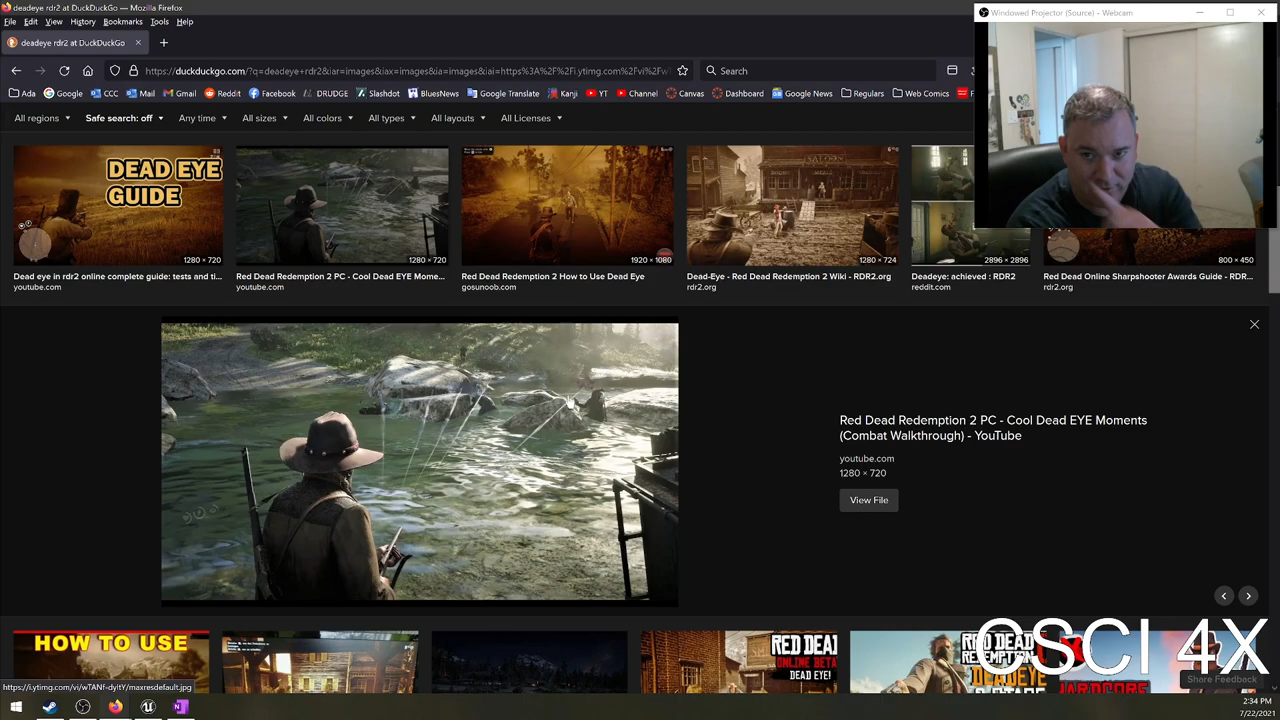 deadeye rdr2 at DuckDuckGo — Mozilla Firefox
File Edit View History Bookmarks Tools Help
Windowed Projector (Source) - Webcam
deadeye rdr2 at DuckDuckGo
https://duckduckgo.com/?q=deadeye+rdr2&iar=images&iax=images&ia=images&iai=https%3A%2F%2Fi.ytimg.com%2Fvi%2Fw
Search
Ada Google CCC Mail Gmail Reddit Facebook DRUDGE Slashdot BluesNews Google Translate Kanji YT Channel Canvas Dashboard Google News Regulars Web Comics
All regions Safe search: off Any time All sizes All colors All types All layouts All Licenses
DEAD EYE
GUIDE
SALOON
1280 × 720 1280 × 720 1920 × 1080 1280 × 724 2896 × 2896 800 × 450
Dead eye in rdr2 online complete guide: tests and ti... Red Dead Redemption 2 PC - Cool Dead EYE Mome... Red Dead Redemption 2 How to Use Dead Eye Dead-Eye - Red Dead Redemption 2 Wiki - RDR2.org Deadeye: achieved : RDR2 Red Dead Online Sharpshooter Awards Guide - RDR...
youtube.com youtube.com gosunoob.com rdr2.org reddit.com rdr2.org
Red Dead Redemption 2 PC - Cool Dead EYE Moments
(Combat Walkthrough) - YouTube
youtube.com
1280 × 720
View File
HOW TO USE
RED DEAD
ONLINE BETA
DEAD EYE!
RED DEAD
DEADEYE
HARDCORE
CSCI 4X
Share Feedback
https://i.ytimg.com/vi/wTANf-dyItY/maxresdefault.jpg
2:34 PM
7/22/2021